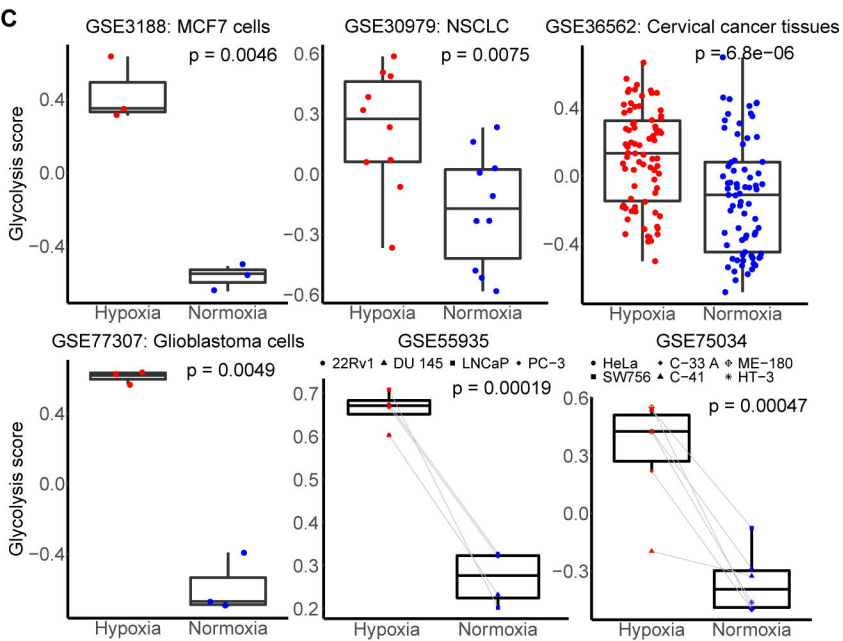 C
GSE3188: MCF7 cells
p = 0.0046
Glycolysis score
0.4
0.0
−0.4
Hypoxia Normoxia
GSE30979: NSCLC
p = 0.0075
0.6
0.3
0.0
−0.3
−0.6
Hypoxia Normoxia
GSE36562: Cervical cancer tissues
p = 6.8e−06
0.4
0.0
−0.4
Hypoxia Normoxia
GSE77307: Glioblastoma cells
p = 0.0049
Glycolysis score
0.4
0.0
−0.4
Hypoxia Normoxia
GSE55935
22Rv1 DU 145 LNCaP PC−3
p = 0.00019
0.7
0.6
0.5
0.4
0.3
0.2
Hypoxia Normoxia
GSE75034
HeLa C−33 A ME−180
SW756 C−41 HT−3
p = 0.00047
0.6
0.3
0.0
−0.3
Hypoxia Normoxia